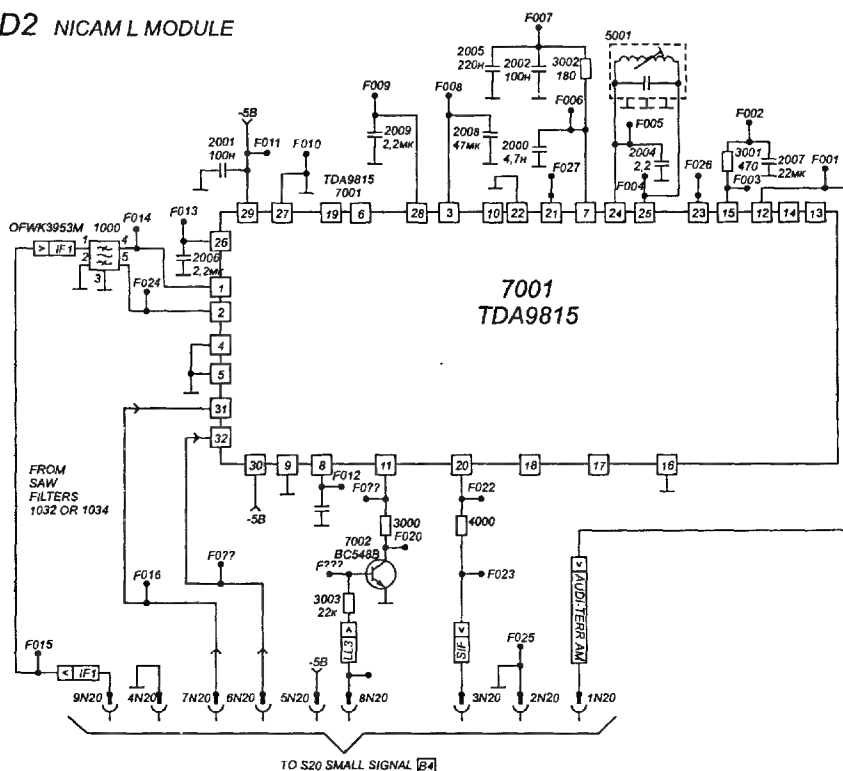 D2 NICAM L MODULE
F007
5001
2005
220н
2002
100н
3002
180
F009
F008
F006
F002
-5В
F011
F010
2009
2,2мк
2008
47мк
2000
4,7н
F005
3001
470
2007
22мк
F001
2001
100н
F027
2004
2,2
F026
F003
F004
TDA9815
7001
29
27
19
6
28
3
10
22
21
7
24
25
23
15
12
14
13
OFWK3953M
1000
F014
F013
> IF1
1
2
3
4
5
26
2006
2,2мк
F024
1
2
4
5
31
32
7001
TDA9815
30
9
8
11
20
18
17
16
FROM
SAW
FILTERS
1032 OR 1034
-5В
F012
F??
F022
3000
4000
7002
BC548B
F020
F???
F??
F016
F023
3003
22к
LL3
SIF
AUDI-TERR AM
F015
< IF1
-5В
F025
9N20
4N20
7N20
6N20
5N20
8N20
3N20
2N20
1N20
TO S20 SMALL SIGNAL B4